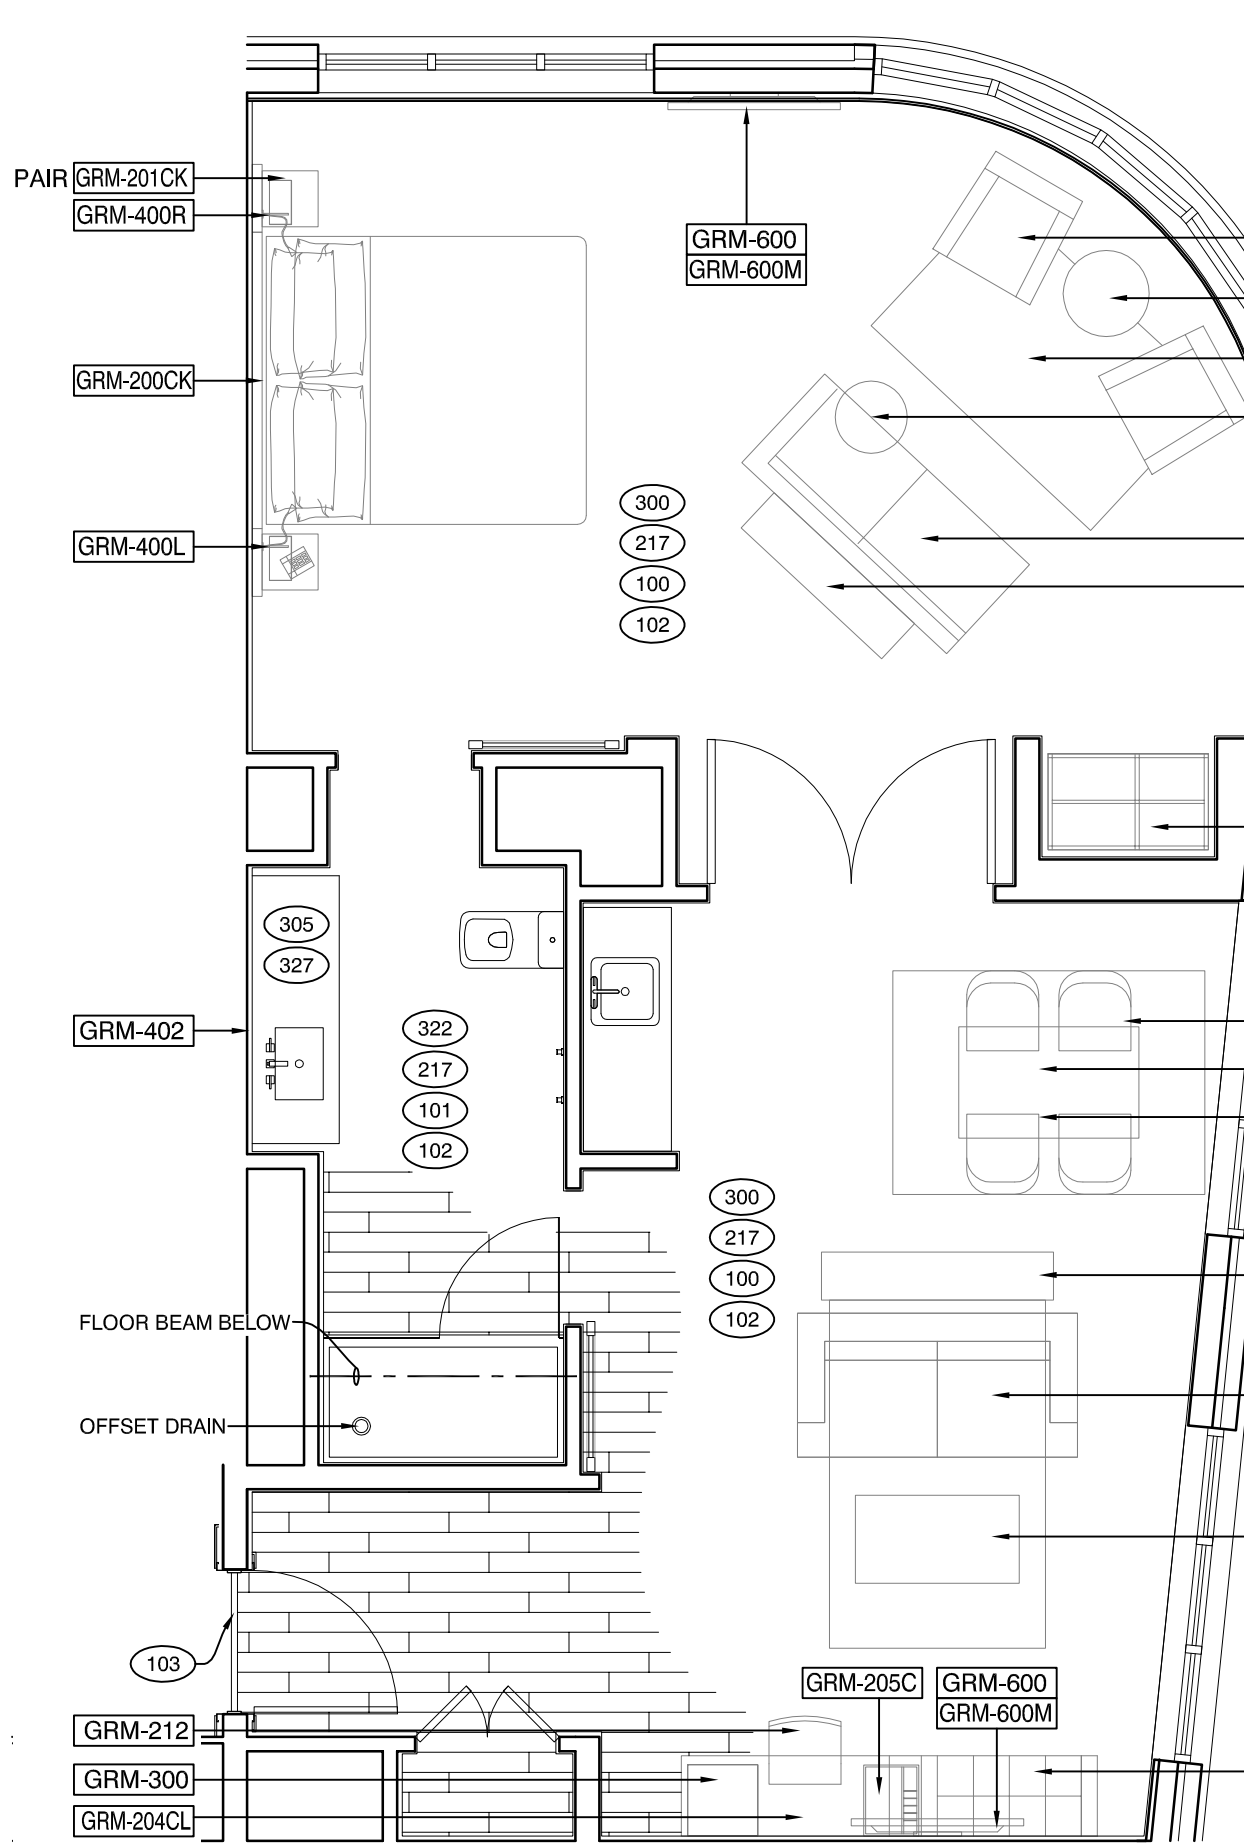 PAIR GRM-201CK
GRM-400R
GRM-600
GRM-600M
GRM-200CK
300
217
100
102
GRM-400L
305
327
GRM-402
322
217
101
102
300
217
100
102
FLOOR BEAM BELOW
OFFSET DRAIN
103
GRM-205C
GRM-600
GRM-600M
GRM-212
GRM-300
GRM-204CL